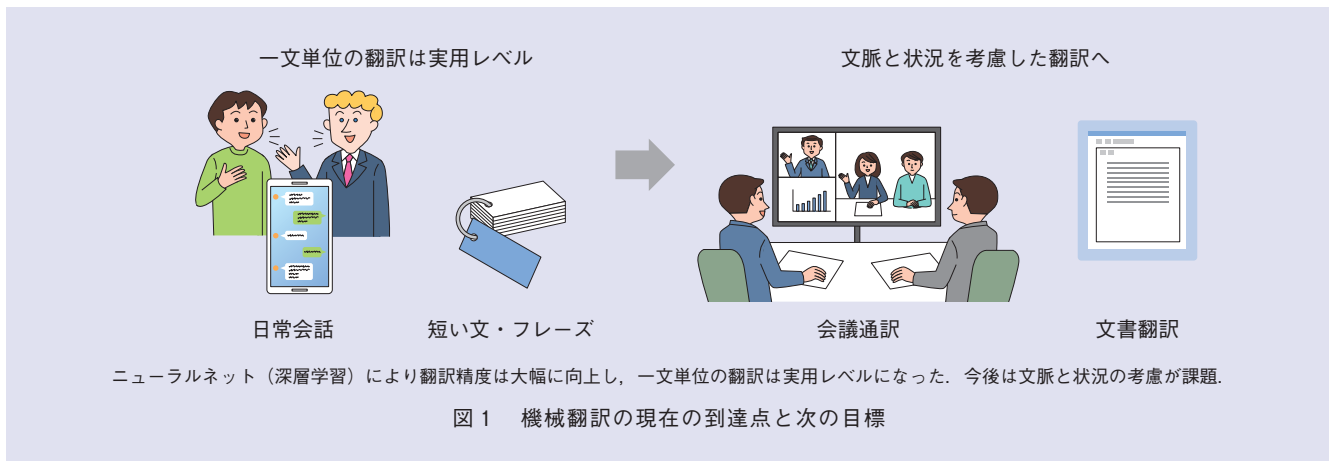 一文単位の翻訳は実用レベル
文脈と状況を考慮した翻訳へ
日常会話
短い文・フレーズ
会議通訳
文書翻訳
ニューラルネット（深層学習）により翻訳精度は大幅に向上し，一文単位の翻訳は実用レベルになった．今後は文脈と状況の考慮が課題．
図 1　機械翻訳の現在の到達点と次の目標